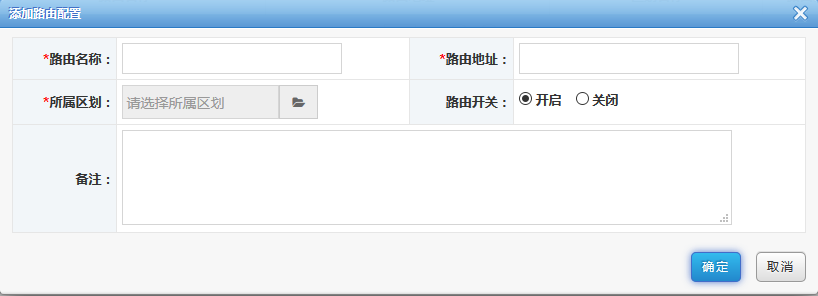 添加路由配置
*路由名称：
*路由地址：
*所属区划：
请选择所属区划
路由开关：
开启
关闭
备注：
确定
取消